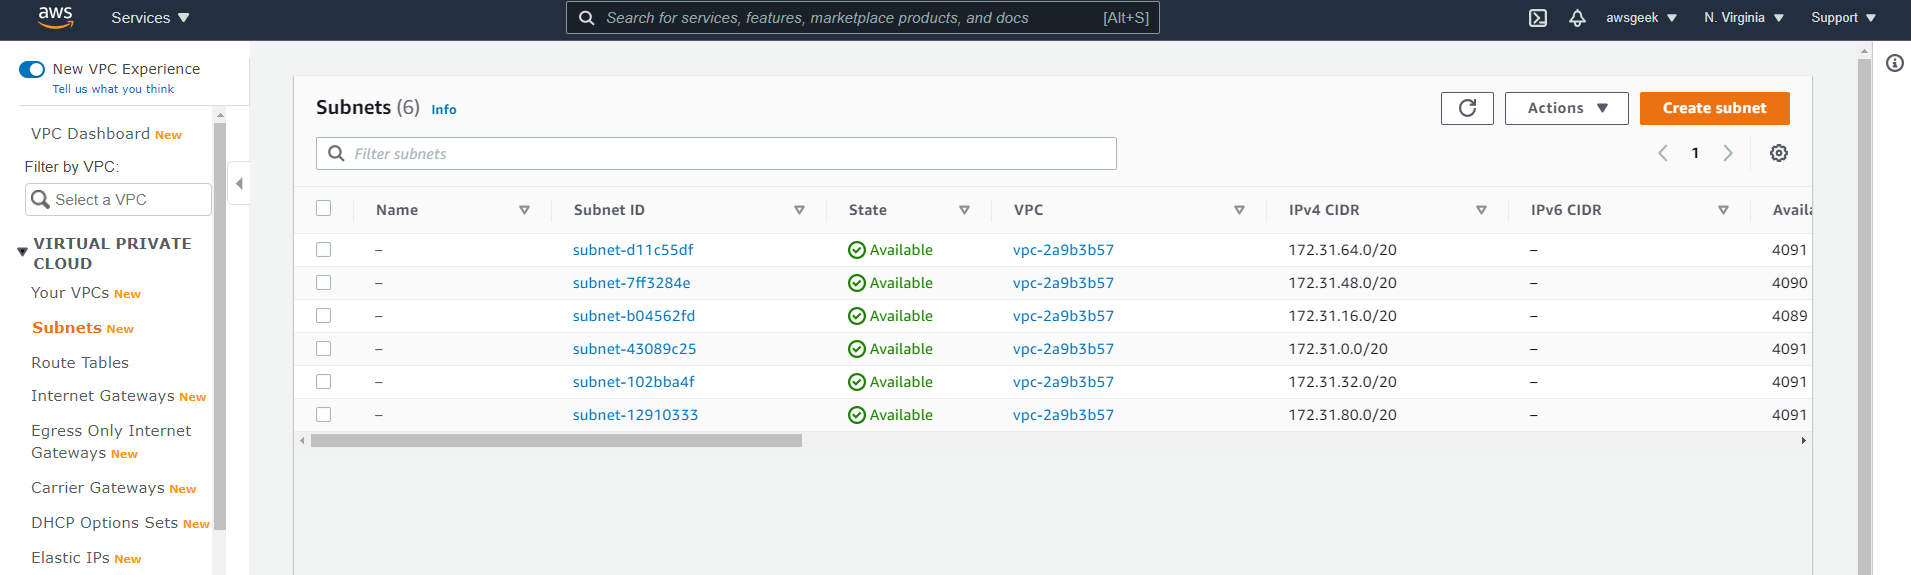 aws Services Search for services, features, marketplace products, and docs [Alt+S] awsgeek N. Virginia Support
New VPC Experience
Tell us what you think
VPC Dashboard New
Filter by VPC:
Select a VPC
VIRTUAL PRIVATE
CLOUD
Your VPCs New
Subnets New
Route Tables
Internet Gateways New
Egress Only Internet
Gateways New
Carrier Gateways New
DHCP Options Sets New
Elastic IPs New
Subnets (6) Info Actions Create subnet
Filter subnets 1
Name Subnet ID State VPC IPv4 CIDR IPv6 CIDR
– subnet-d11c55df Available vpc-2a9b3b57 172.31.64.0/20 – 4091
– subnet-7ff3284e Available vpc-2a9b3b57 172.31.48.0/20 – 4090
– subnet-b04562fd Available vpc-2a9b3b57 172.31.16.0/20 – 4089
– subnet-43089c25 Available vpc-2a9b3b57 172.31.0.0/20 – 4091
– subnet-102bba4f Available vpc-2a9b3b57 172.31.32.0/20 – 4091
– subnet-12910333 Available vpc-2a9b3b57 172.31.80.0/20 – 4091